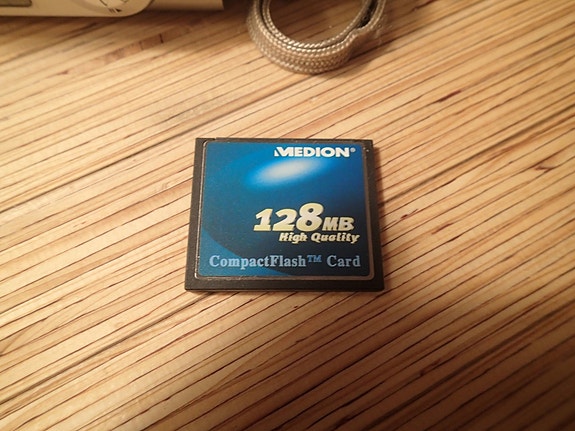 MEDION®
128MB
High Quality
CompactFlash™ Card